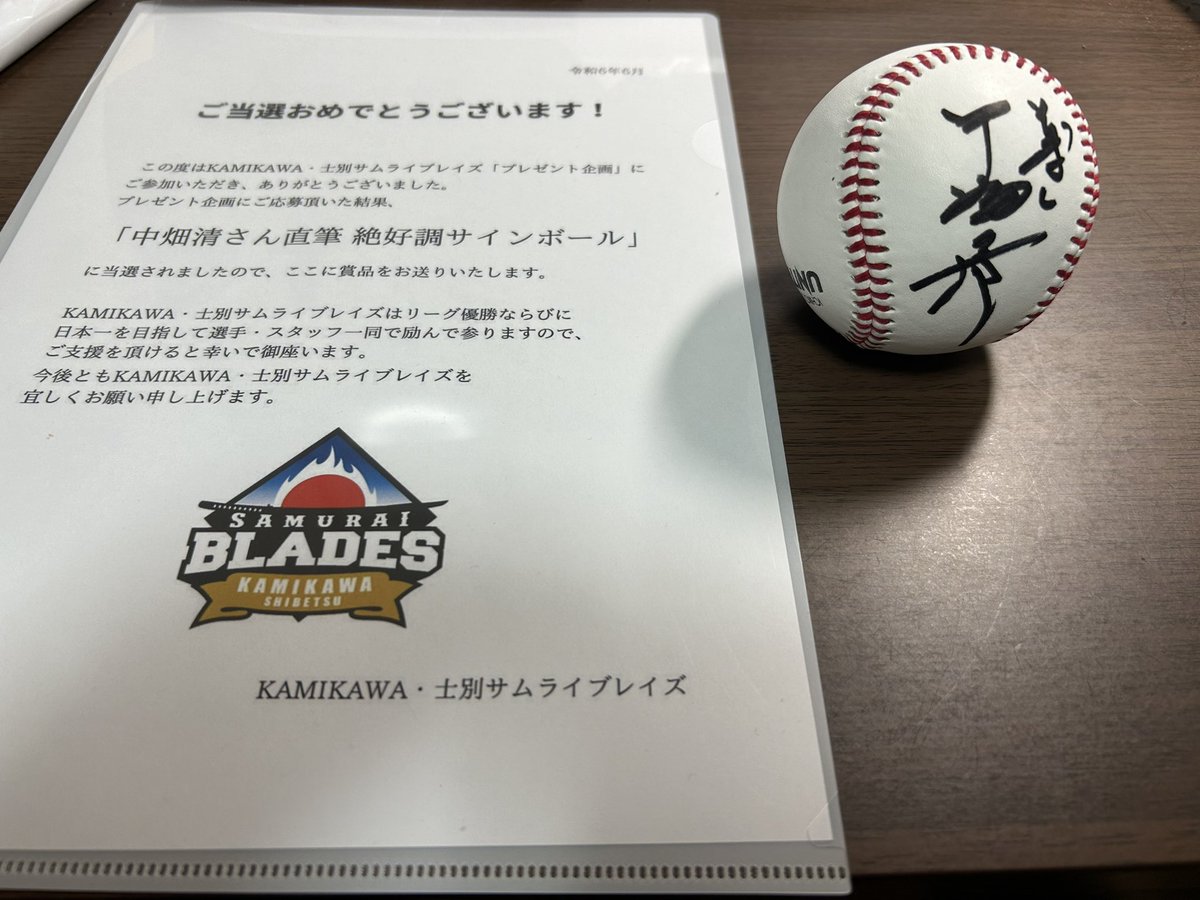 令和6年6月
ご当選おめでとうございます！
この度はKAMIKAWA・士別サムライブレイズ「プレゼント企画」に
ご参加いただき、ありがとうございました。
プレゼント企画にご応募頂いた結果、
「中畑清さん直筆 絶好調サインボール」
に当選されましたので、ここに賞品をお送りいたします。
KAMIKAWA・士別サムライブレイズはリーグ優勝ならびに
日本一を目指して選手・スタッフ一同で励んで参りますので、
ご支援を頂けると幸いで御座います。
今後ともKAMIKAWA・士別サムライブレイズを
宜しくお願い申し上げます。
SAMURAI
BLADES
KAMIKAWA
SHIBETSU
KAMIKAWA・士別サムライブレイズ